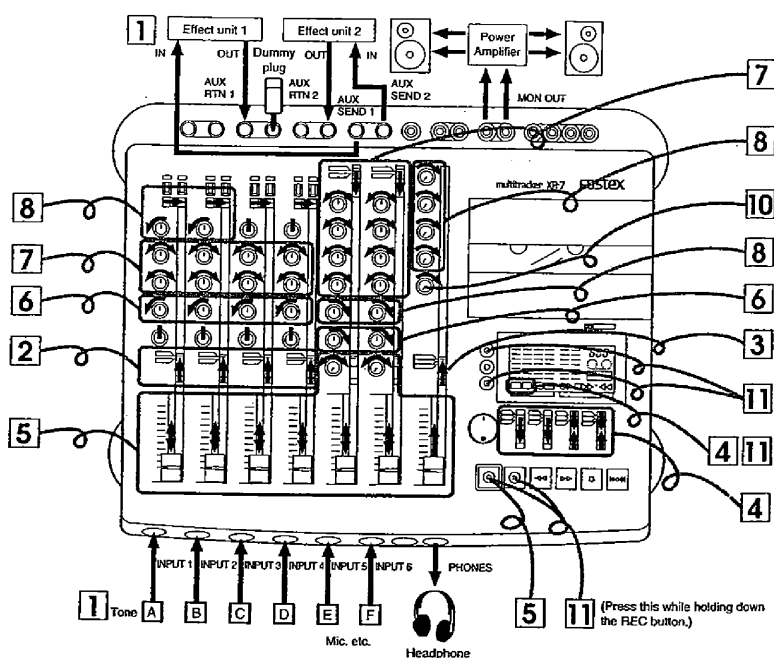 1
Effect unit 1
Effect unit 2
Power Amplifier
IN
OUT
Dummy plug
OUT
IN
AUX RTN 1
AUX RTN 2
AUX SEND 1
AUX SEND 2
MON OUT
7
8
multitracker XR-7 Fostex
10
8
8
7
6
6
2
3
5
11
4 11
4
INPUT 1
INPUT 2
INPUT 3
INPUT 4
INPUT 5
INPUT 6
PHONES
1 Tone A B C D E F
5
11 (Press this while holding down the REC button.)
Mic. etc.
Headphone